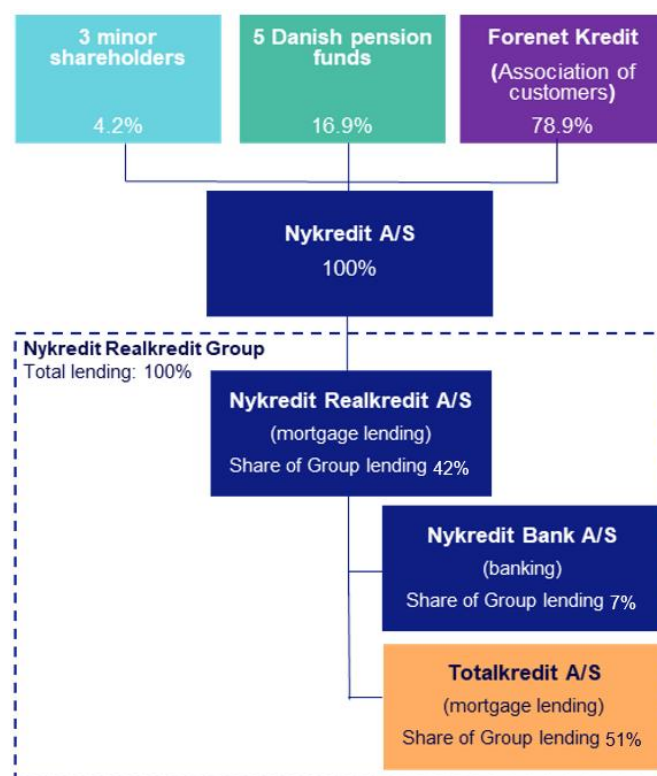 3 minor
shareholders
4.2%
5 Danish pension
funds
16.9%
Forenet Kredit
(Association of
customers)
78.9%
Nykredit A/S
100%
Nykredit Realkredit Group
Total lending: 100%
Nykredit Realkredit A/S
(mortgage lending)
Share of Group lending 42%
Nykredit Bank A/S
(banking)
Share of Group lending 7%
Totalkredit A/S
(mortgage lending)
Share of Group lending 51%